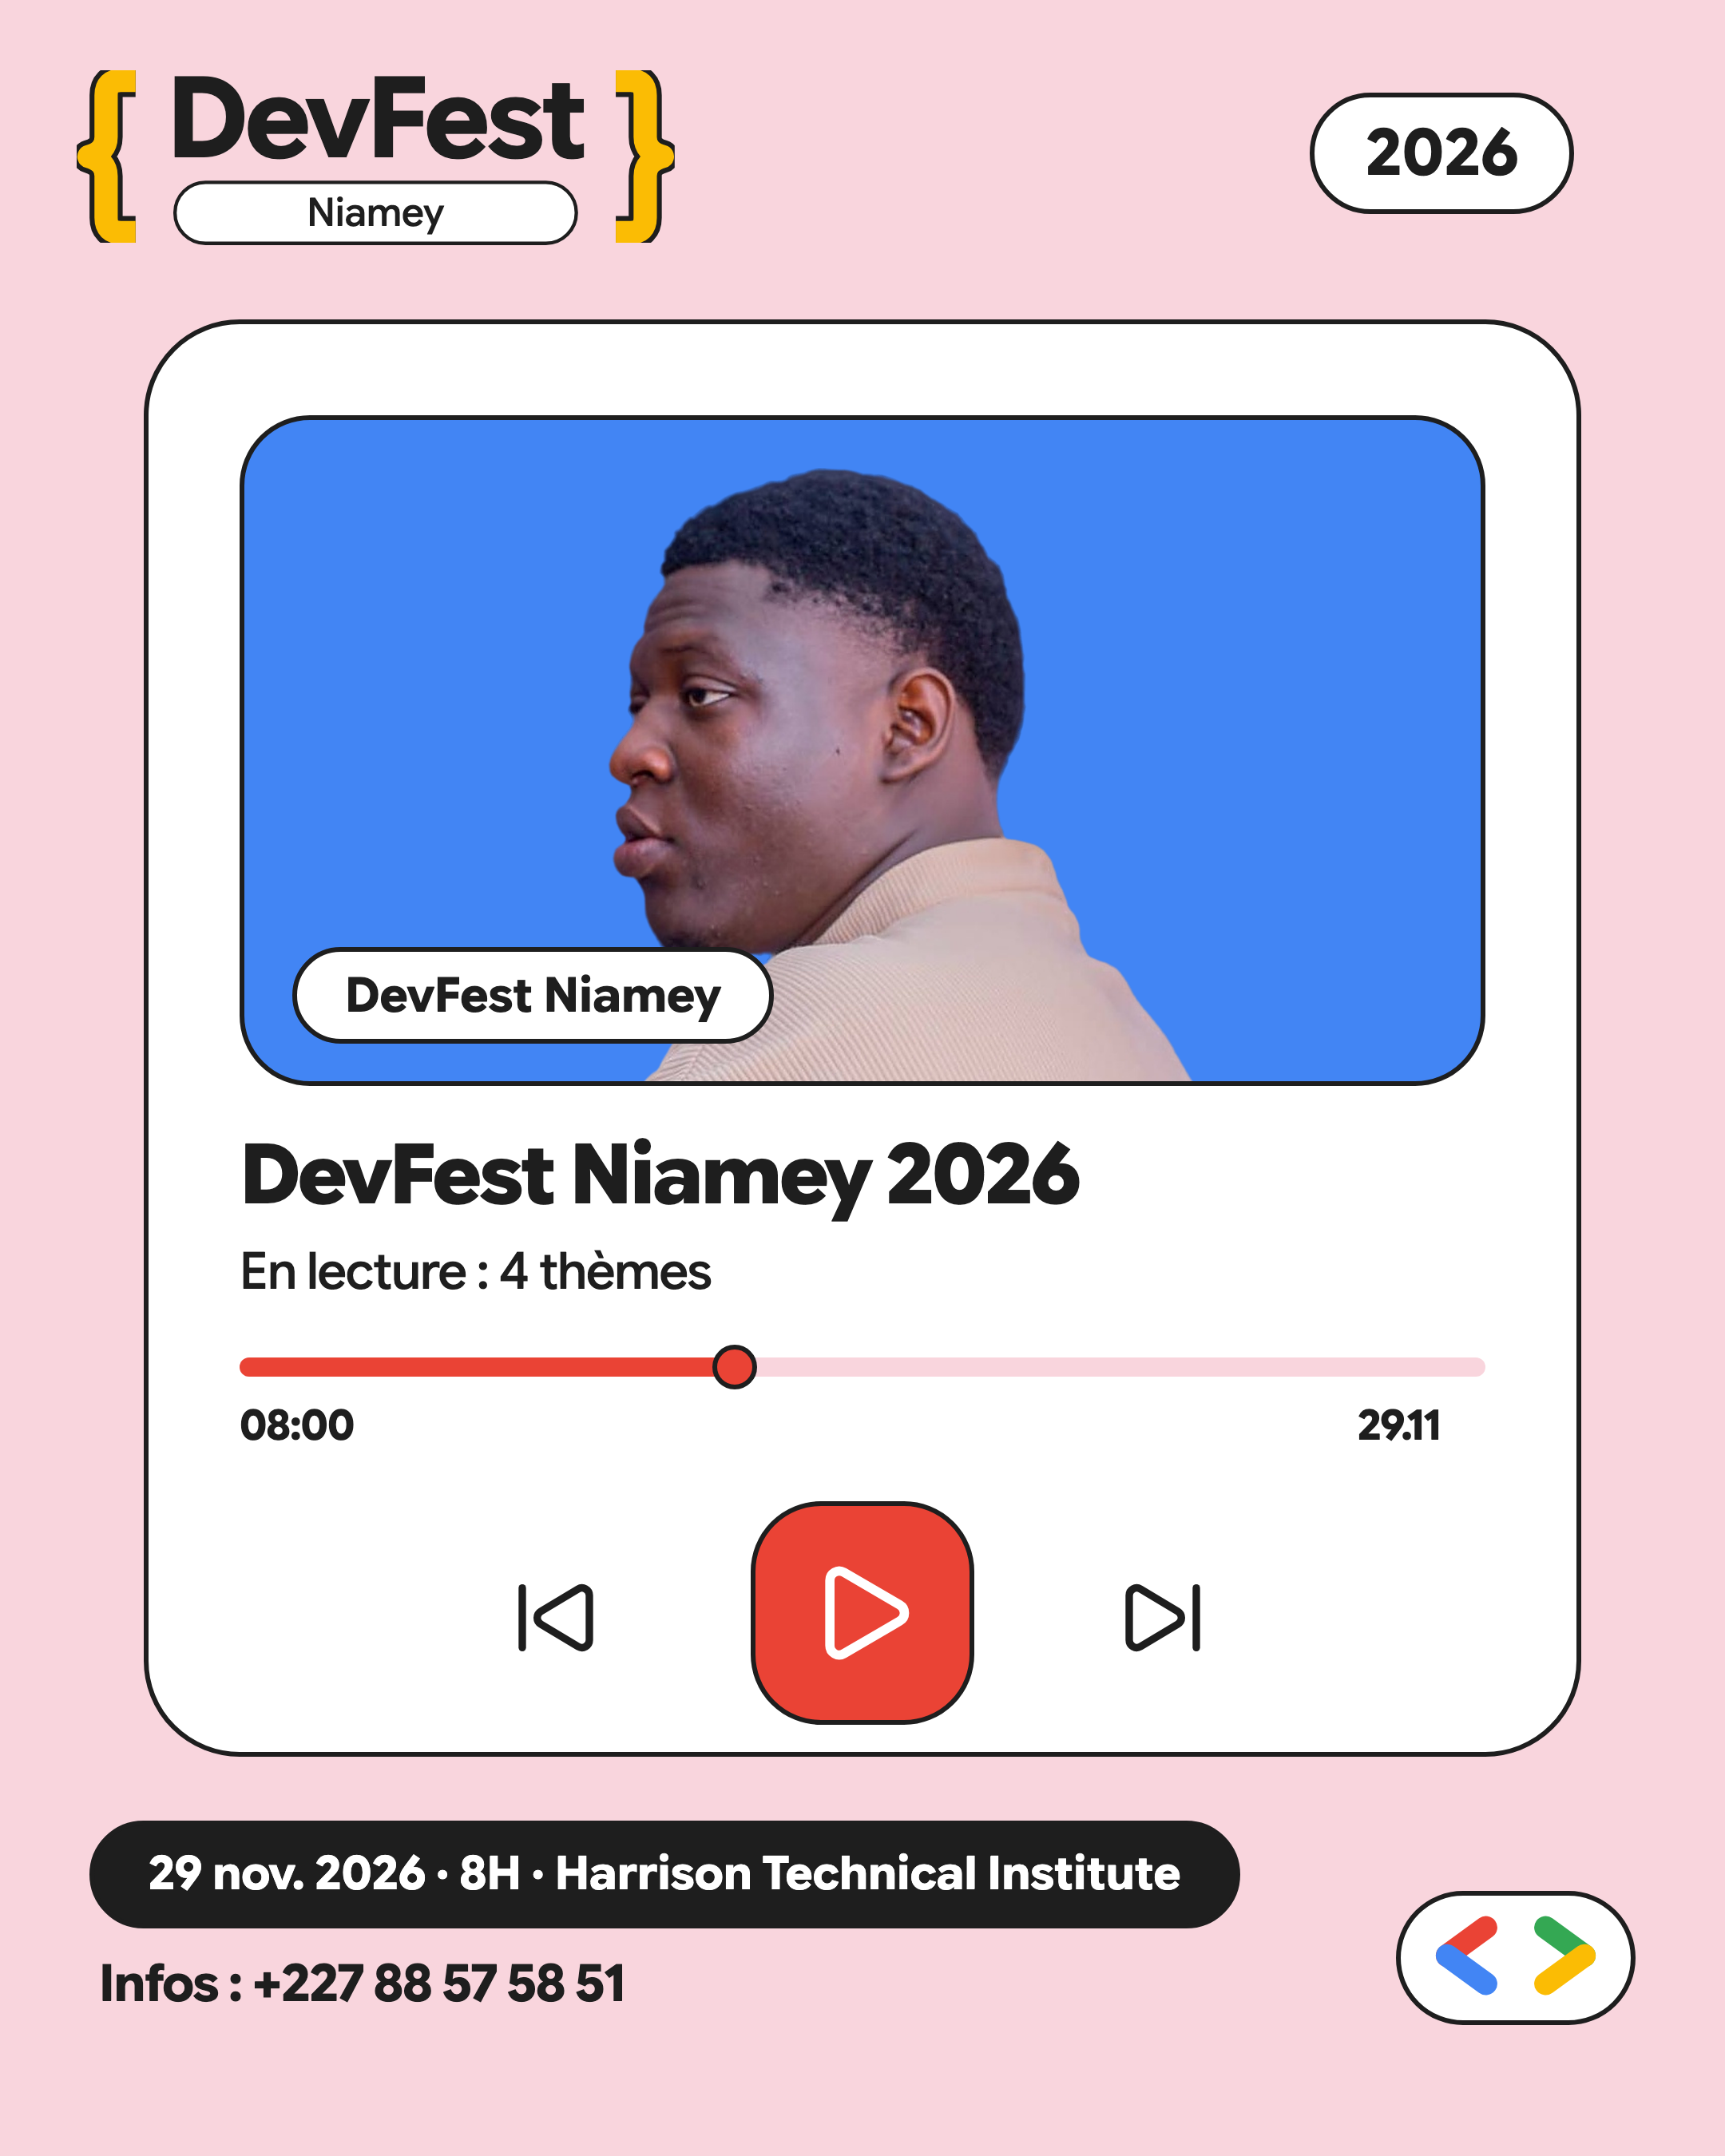 DevFest
Niamey
2026
DevFest Niamey
DevFest Niamey 2026
En lecture : 4 thèmes
08:00
29.11
29 nov. 2026 · 8H · Harrison Technical Institute
Infos : +227 88 57 58 51